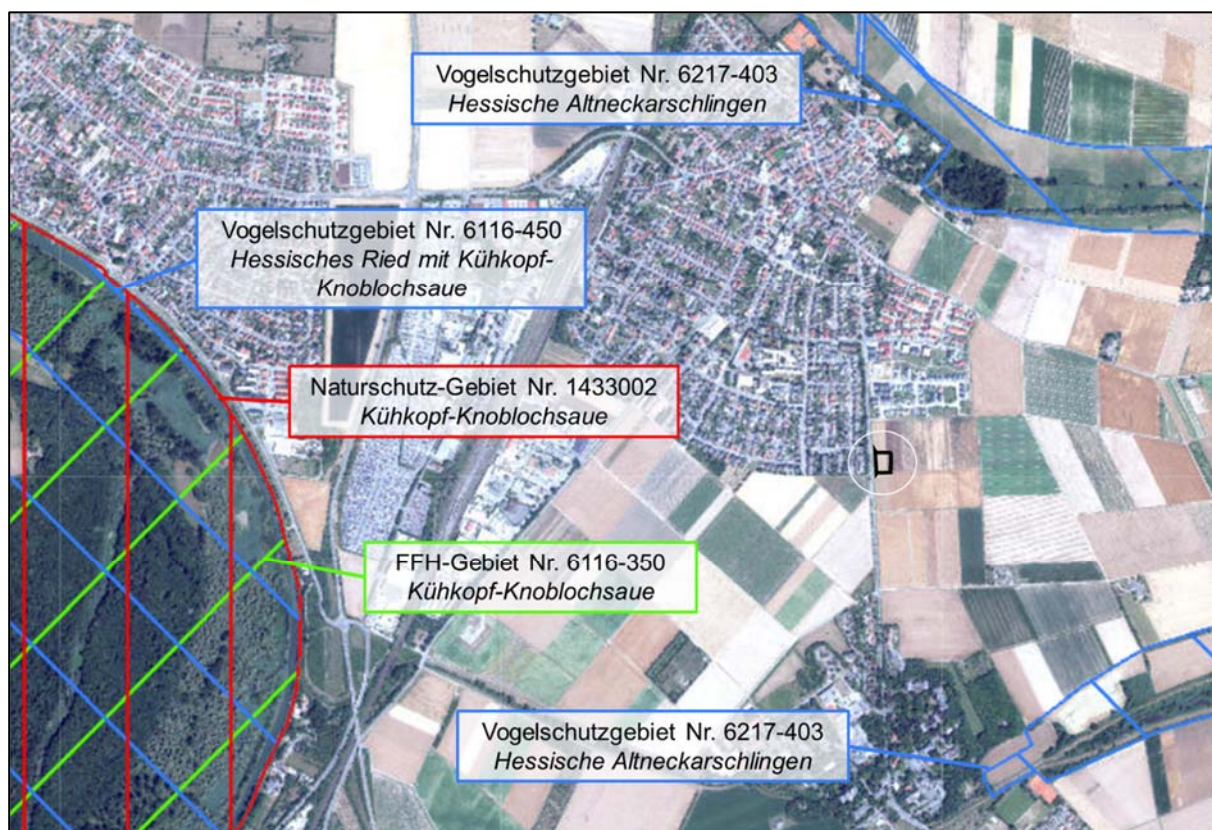 Vogelschutzgebiet Nr. 6217-403
Hessische Altneckarschlingen
Vogelschutzgebiet Nr. 6116-450
Hessisches Ried mit Kühkopf-
Knoblochsaue
Naturschutz-Gebiet Nr. 1433002
Kühkopf-Knoblochsaue
FFH-Gebiet Nr. 6116-350
Kühkopf-Knoblochsaue
Vogelschutzgebiet Nr. 6217-403
Hessische Altneckarschlingen